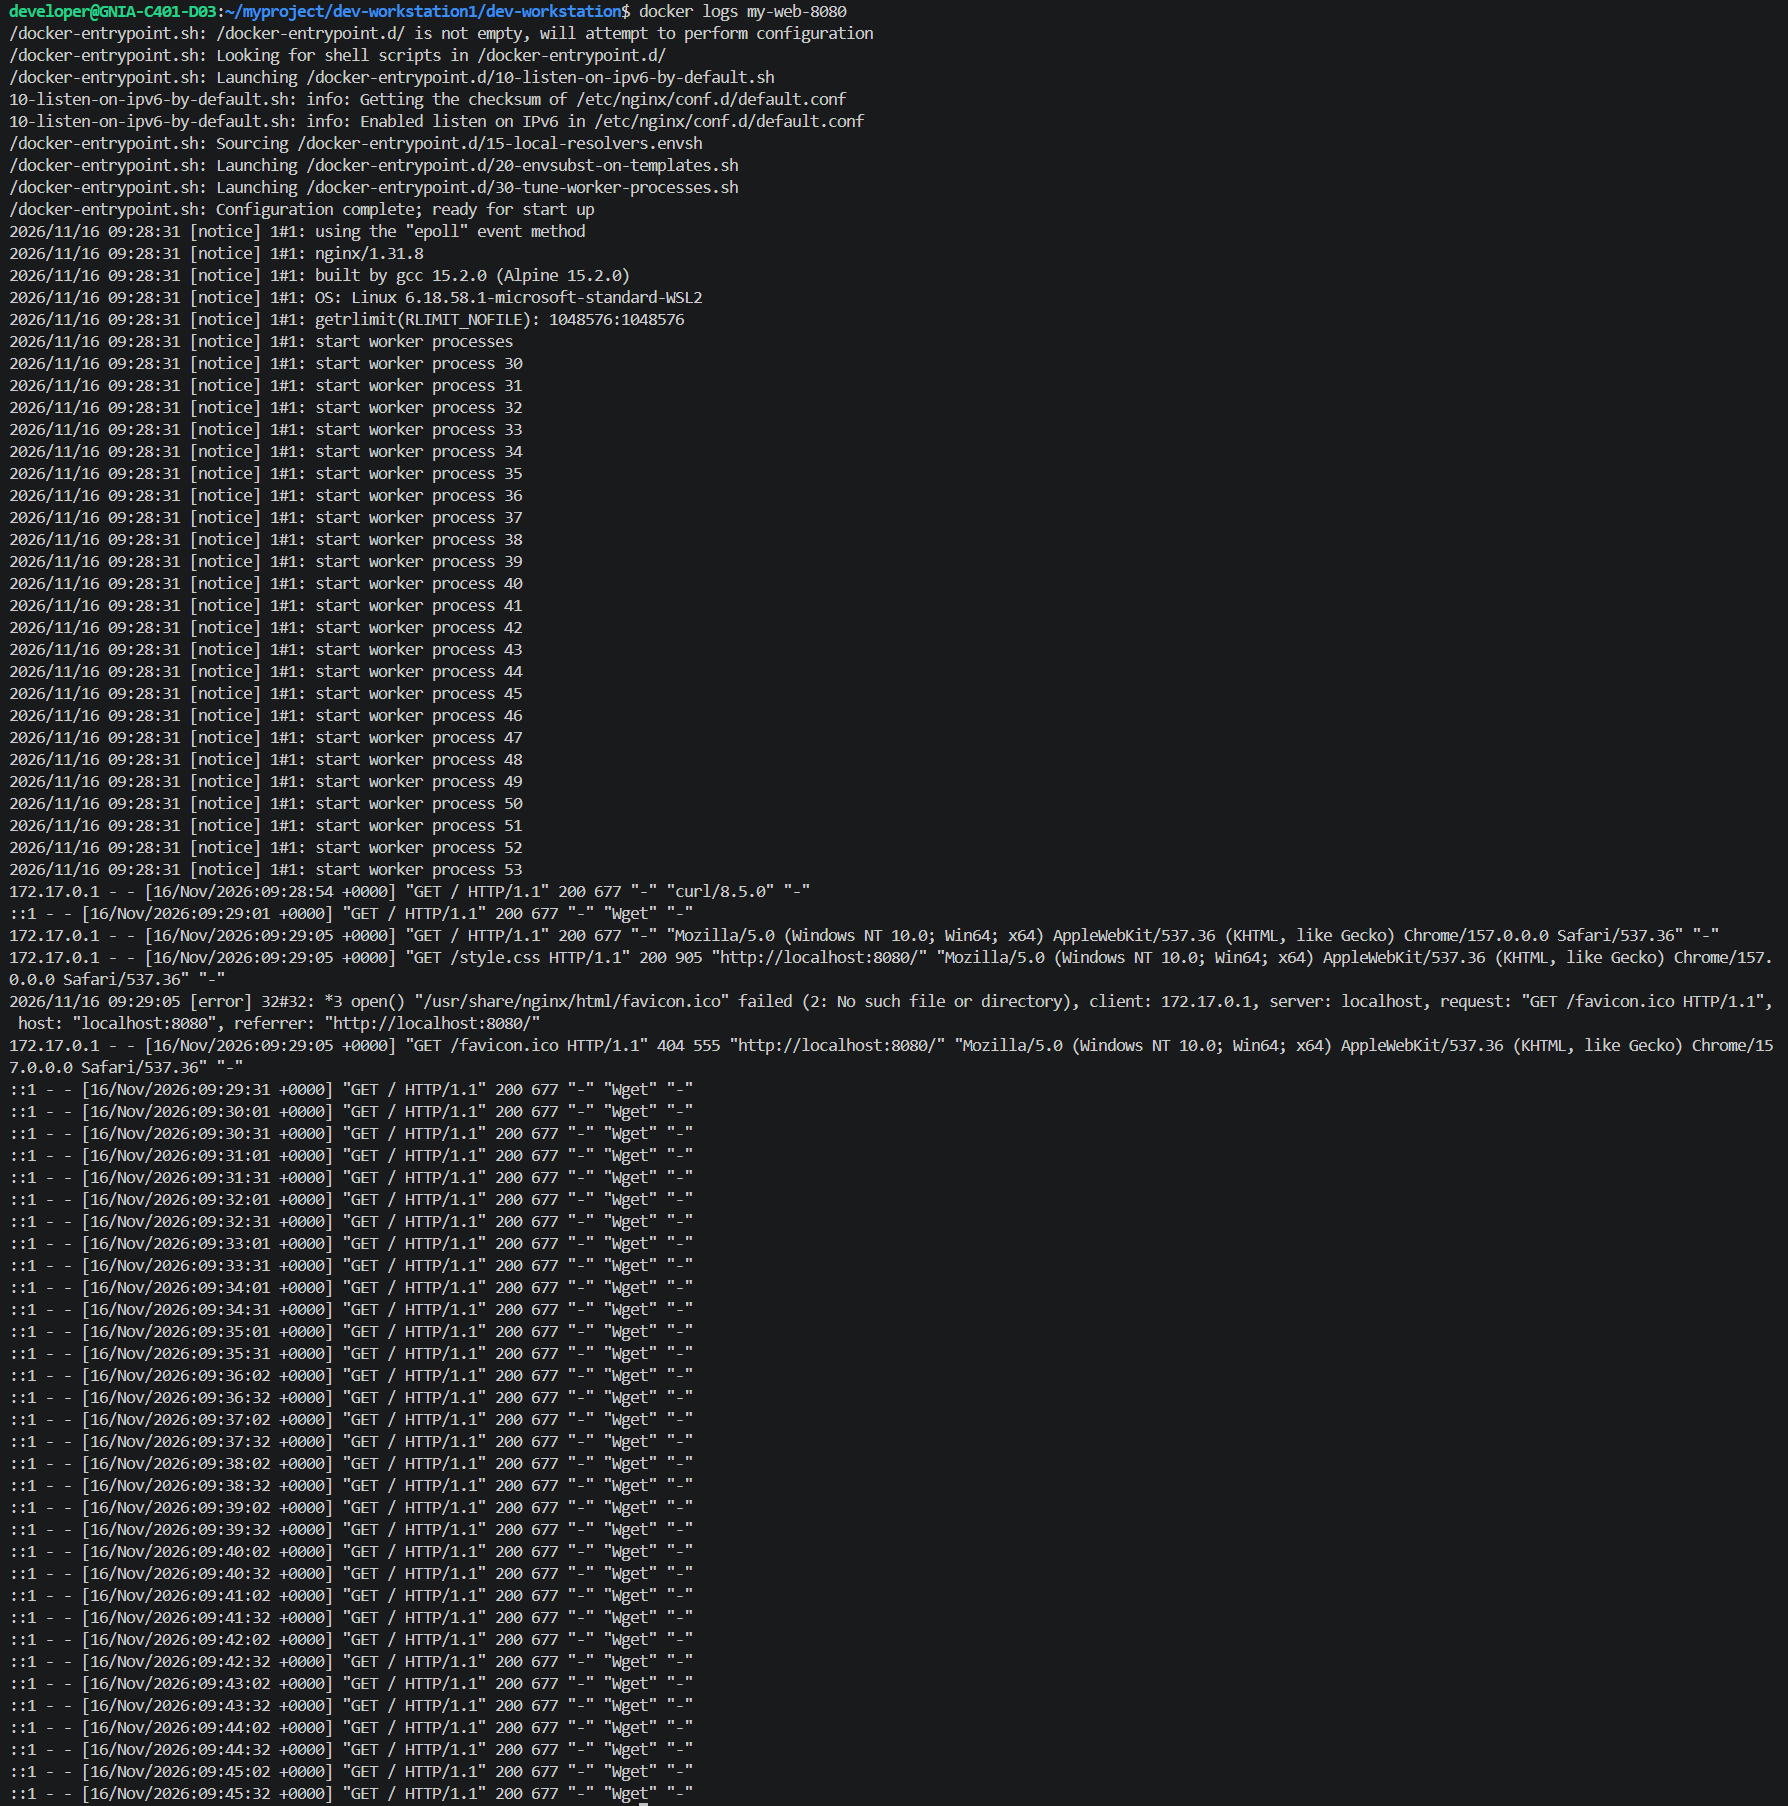 developer@GNIA-C401-D03:~/myproject/dev-workstation1/dev-workstation$ docker logs my-web-8080
/docker-entrypoint.sh: /docker-entrypoint.d/ is not empty, will attempt to perform configuration
/docker-entrypoint.sh: Looking for shell scripts in /docker-entrypoint.d/
/docker-entrypoint.sh: Launching /docker-entrypoint.d/10-listen-on-ipv6-by-default.sh
10-listen-on-ipv6-by-default.sh: info: Getting the checksum of /etc/nginx/conf.d/default.conf
10-listen-on-ipv6-by-default.sh: info: Enabled listen on IPv6 in /etc/nginx/conf.d/default.conf
/docker-entrypoint.sh: Sourcing /docker-entrypoint.d/15-local-resolvers.envsh
/docker-entrypoint.sh: Launching /docker-entrypoint.d/20-envsubst-on-templates.sh
/docker-entrypoint.sh: Launching /docker-entrypoint.d/30-tune-worker-processes.sh
/docker-entrypoint.sh: Configuration complete; ready for start up
2026/11/16 09:28:31 [notice] 1#1: using the "epoll" event method
2026/11/16 09:28:31 [notice] 1#1: nginx/1.31.8
2026/11/16 09:28:31 [notice] 1#1: built by gcc 15.2.0 (Alpine 15.2.0)
2026/11/16 09:28:31 [notice] 1#1: OS: Linux 6.18.58.1-microsoft-standard-WSL2
2026/11/16 09:28:31 [notice] 1#1: getrlimit(RLIMIT_NOFILE): 1048576:1048576
2026/11/16 09:28:31 [notice] 1#1: start worker processes
2026/11/16 09:28:31 [notice] 1#1: start worker process 30
2026/11/16 09:28:31 [notice] 1#1: start worker process 31
2026/11/16 09:28:31 [notice] 1#1: start worker process 32
2026/11/16 09:28:31 [notice] 1#1: start worker process 33
2026/11/16 09:28:31 [notice] 1#1: start worker process 34
2026/11/16 09:28:31 [notice] 1#1: start worker process 35
2026/11/16 09:28:31 [notice] 1#1: start worker process 36
2026/11/16 09:28:31 [notice] 1#1: start worker process 37
2026/11/16 09:28:31 [notice] 1#1: start worker process 38
2026/11/16 09:28:31 [notice] 1#1: start worker process 39
2026/11/16 09:28:31 [notice] 1#1: start worker process 40
2026/11/16 09:28:31 [notice] 1#1: start worker process 41
2026/11/16 09:28:31 [notice] 1#1: start worker process 42
2026/11/16 09:28:31 [notice] 1#1: start worker process 43
2026/11/16 09:28:31 [notice] 1#1: start worker process 44
2026/11/16 09:28:31 [notice] 1#1: start worker process 45
2026/11/16 09:28:31 [notice] 1#1: start worker process 46
2026/11/16 09:28:31 [notice] 1#1: start worker process 47
2026/11/16 09:28:31 [notice] 1#1: start worker process 48
2026/11/16 09:28:31 [notice] 1#1: start worker process 49
2026/11/16 09:28:31 [notice] 1#1: start worker process 50
2026/11/16 09:28:31 [notice] 1#1: start worker process 51
2026/11/16 09:28:31 [notice] 1#1: start worker process 52
2026/11/16 09:28:31 [notice] 1#1: start worker process 53
172.17.0.1 - - [16/Nov/2026:09:28:54 +0000] "GET / HTTP/1.1" 200 677 "-" "curl/8.5.0" "-"
::1 - - [16/Nov/2026:09:29:01 +0000] "GET / HTTP/1.1" 200 677 "-" "Wget" "-"
172.17.0.1 - - [16/Nov/2026:09:29:05 +0000] "GET / HTTP/1.1" 200 677 "-" "Mozilla/5.0 (Windows NT 10.0; Win64; x64) AppleWebKit/537.36 (KHTML, like Gecko) Chrome/157.0.0.0 Safari/537.36" "-"
172.17.0.1 - - [16/Nov/2026:09:29:05 +0000] "GET /style.css HTTP/1.1" 200 905 "http://localhost:8080/" "Mozilla/5.0 (Windows NT 10.0; Win64; x64) AppleWebKit/537.36 (KHTML, like Gecko) Chrome/157.
0.0.0 Safari/537.36" "-"
2026/11/16 09:29:05 [error] 32#32: *3 open() "/usr/share/nginx/html/favicon.ico" failed (2: No such file or directory), client: 172.17.0.1, server: localhost, request: "GET /favicon.ico HTTP/1.1",
 host: "localhost:8080", referrer: "http://localhost:8080/"
172.17.0.1 - - [16/Nov/2026:09:29:05 +0000] "GET /favicon.ico HTTP/1.1" 404 555 "http://localhost:8080/" "Mozilla/5.0 (Windows NT 10.0; Win64; x64) AppleWebKit/537.36 (KHTML, like Gecko) Chrome/15
7.0.0.0 Safari/537.36" "-"
::1 - - [16/Nov/2026:09:29:31 +0000] "GET / HTTP/1.1" 200 677 "-" "Wget" "-"
::1 - - [16/Nov/2026:09:30:01 +0000] "GET / HTTP/1.1" 200 677 "-" "Wget" "-"
::1 - - [16/Nov/2026:09:30:31 +0000] "GET / HTTP/1.1" 200 677 "-" "Wget" "-"
::1 - - [16/Nov/2026:09:31:01 +0000] "GET / HTTP/1.1" 200 677 "-" "Wget" "-"
::1 - - [16/Nov/2026:09:31:31 +0000] "GET / HTTP/1.1" 200 677 "-" "Wget" "-"
::1 - - [16/Nov/2026:09:32:01 +0000] "GET / HTTP/1.1" 200 677 "-" "Wget" "-"
::1 - - [16/Nov/2026:09:32:31 +0000] "GET / HTTP/1.1" 200 677 "-" "Wget" "-"
::1 - - [16/Nov/2026:09:33:01 +0000] "GET / HTTP/1.1" 200 677 "-" "Wget" "-"
::1 - - [16/Nov/2026:09:33:31 +0000] "GET / HTTP/1.1" 200 677 "-" "Wget" "-"
::1 - - [16/Nov/2026:09:34:01 +0000] "GET / HTTP/1.1" 200 677 "-" "Wget" "-"
::1 - - [16/Nov/2026:09:34:31 +0000] "GET / HTTP/1.1" 200 677 "-" "Wget" "-"
::1 - - [16/Nov/2026:09:35:01 +0000] "GET / HTTP/1.1" 200 677 "-" "Wget" "-"
::1 - - [16/Nov/2026:09:35:31 +0000] "GET / HTTP/1.1" 200 677 "-" "Wget" "-"
::1 - - [16/Nov/2026:09:36:02 +0000] "GET / HTTP/1.1" 200 677 "-" "Wget" "-"
::1 - - [16/Nov/2026:09:36:32 +0000] "GET / HTTP/1.1" 200 677 "-" "Wget" "-"
::1 - - [16/Nov/2026:09:37:02 +0000] "GET / HTTP/1.1" 200 677 "-" "Wget" "-"
::1 - - [16/Nov/2026:09:37:32 +0000] "GET / HTTP/1.1" 200 677 "-" "Wget" "-"
::1 - - [16/Nov/2026:09:38:02 +0000] "GET / HTTP/1.1" 200 677 "-" "Wget" "-"
::1 - - [16/Nov/2026:09:38:32 +0000] "GET / HTTP/1.1" 200 677 "-" "Wget" "-"
::1 - - [16/Nov/2026:09:39:02 +0000] "GET / HTTP/1.1" 200 677 "-" "Wget" "-"
::1 - - [16/Nov/2026:09:39:32 +0000] "GET / HTTP/1.1" 200 677 "-" "Wget" "-"
::1 - - [16/Nov/2026:09:40:02 +0000] "GET / HTTP/1.1" 200 677 "-" "Wget" "-"
::1 - - [16/Nov/2026:09:40:32 +0000] "GET / HTTP/1.1" 200 677 "-" "Wget" "-"
::1 - - [16/Nov/2026:09:41:02 +0000] "GET / HTTP/1.1" 200 677 "-" "Wget" "-"
::1 - - [16/Nov/2026:09:41:32 +0000] "GET / HTTP/1.1" 200 677 "-" "Wget" "-"
::1 - - [16/Nov/2026:09:42:02 +0000] "GET / HTTP/1.1" 200 677 "-" "Wget" "-"
::1 - - [16/Nov/2026:09:42:32 +0000] "GET / HTTP/1.1" 200 677 "-" "Wget" "-"
::1 - - [16/Nov/2026:09:43:02 +0000] "GET / HTTP/1.1" 200 677 "-" "Wget" "-"
::1 - - [16/Nov/2026:09:43:32 +0000] "GET / HTTP/1.1" 200 677 "-" "Wget" "-"
::1 - - [16/Nov/2026:09:44:02 +0000] "GET / HTTP/1.1" 200 677 "-" "Wget" "-"
::1 - - [16/Nov/2026:09:44:32 +0000] "GET / HTTP/1.1" 200 677 "-" "Wget" "-"
::1 - - [16/Nov/2026:09:45:02 +0000] "GET / HTTP/1.1" 200 677 "-" "Wget" "-"
::1 - - [16/Nov/2026:09:45:32 +0000] "GET / HTTP/1.1" 200 677 "-" "Wget" "-"